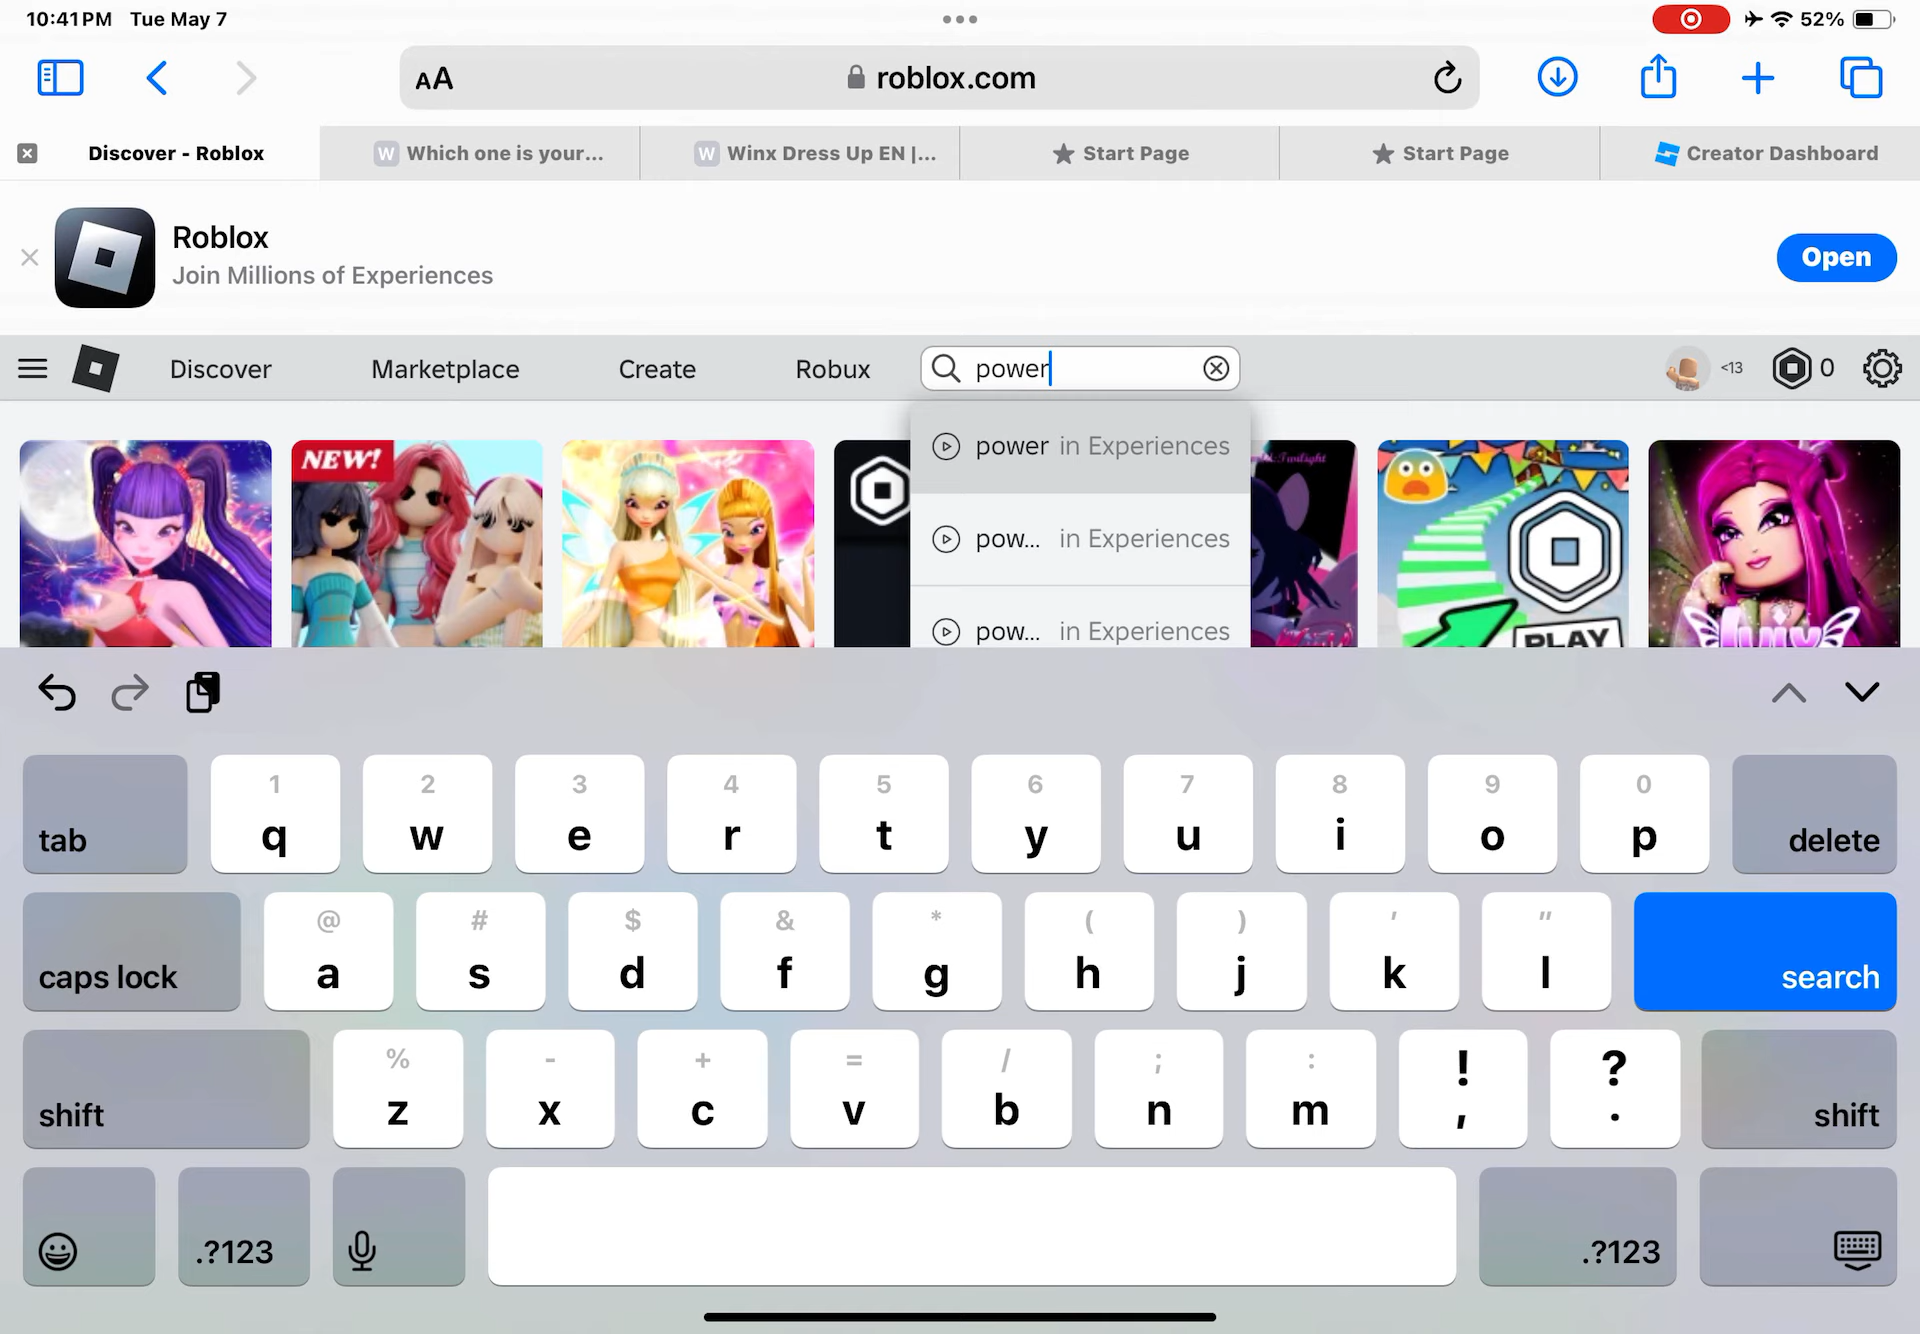 10:41 PM Tue May 7
52%
AA
roblox.com
Discover - Roblox
W Which one is your...
W Winx Dress Up EN |...
Start Page
Start Page
Creator Dashboard
Roblox
Join Millions of Experiences
Open
Discover
Marketplace
Create
Robux
power
<13
0
NEW!
power in Experiences
pow... in Experiences
pow... in Experiences
Twilight
PLAY
tab
1 q
2 w
3 e
4 r
5 t
6 y
7 u
8 i
9 o
0 p
delete
caps lock
@ a
# s
$ d
& f
* g
( h
) j
' k
" l
search
shift
% z
- x
+ c
= v
/ b
; n
: m
! ,
? .
shift
.?123
.?123